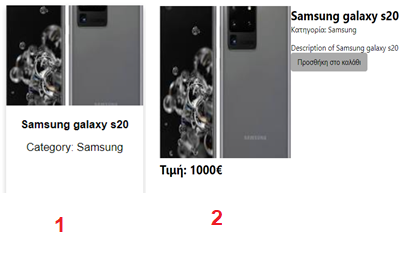 Samsung galaxy s20
Category: Samsung
1
Samsung galaxy s20
Κατηγορία: Samsung
Description of Samsung galaxy s20
Προσθήκη στο καλάθι
Τιμή: 1000€
2